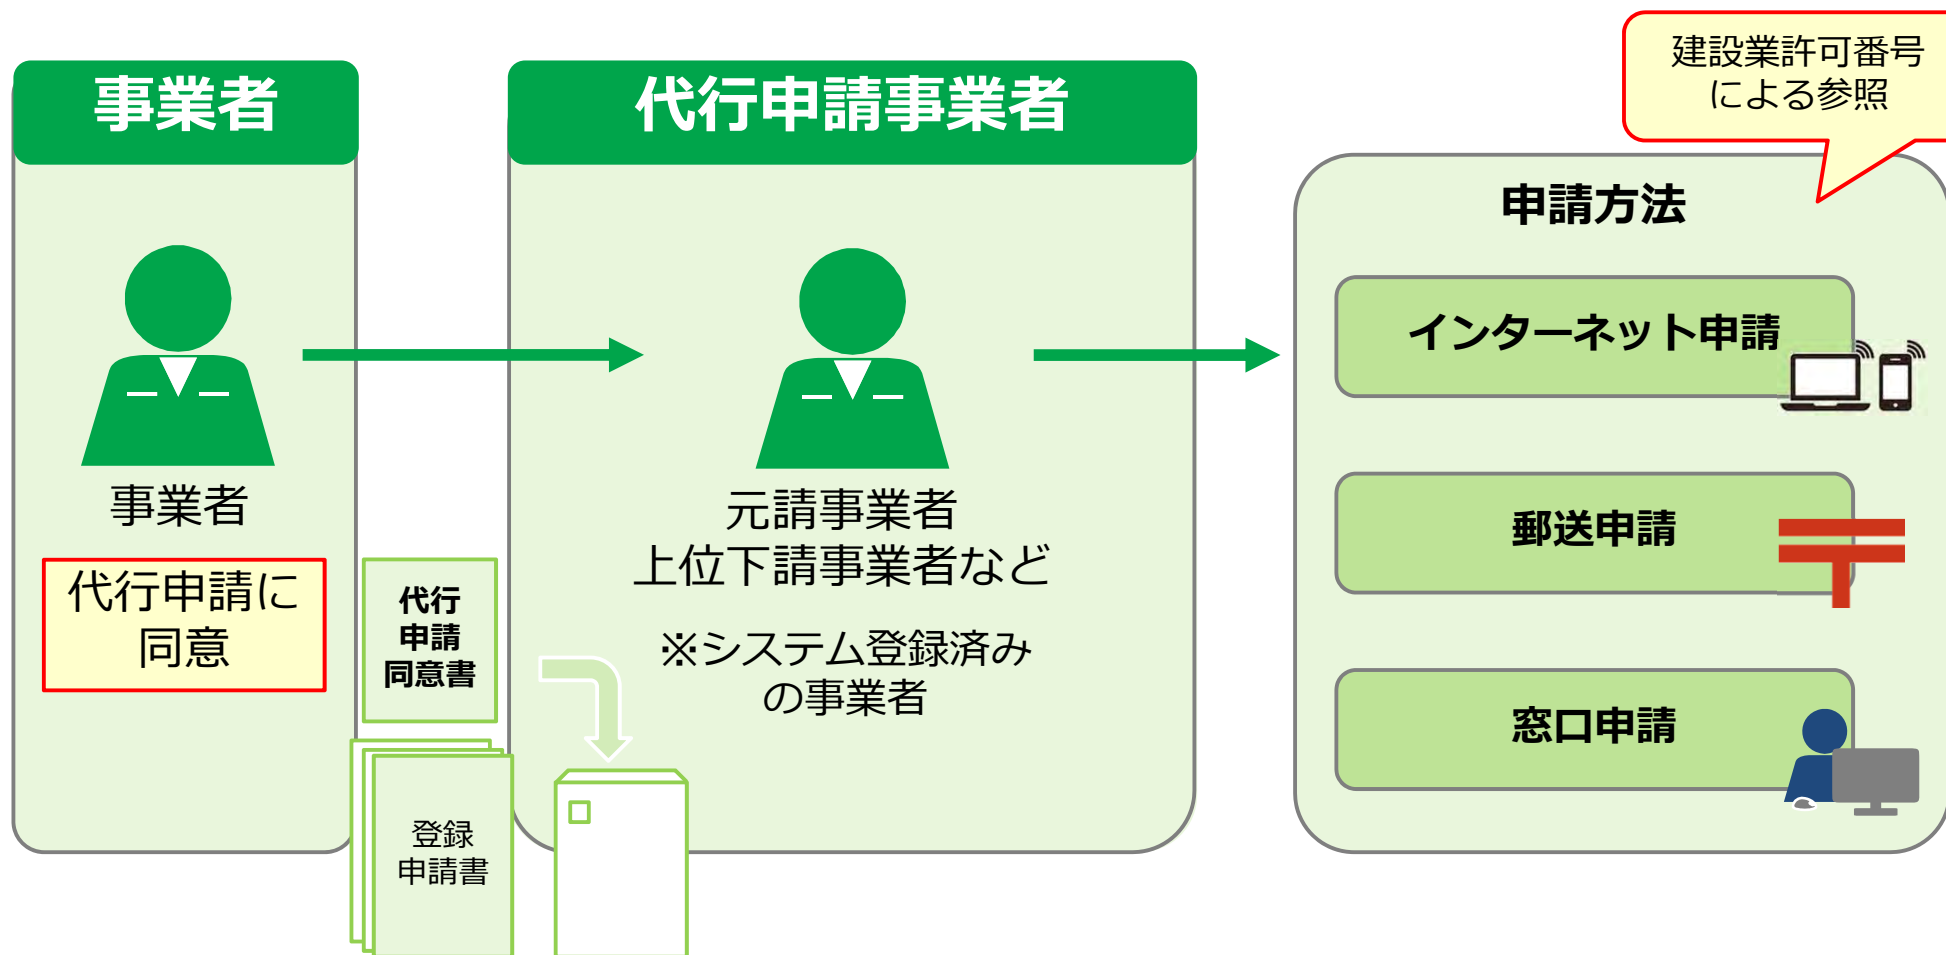 事業者
代行申請事業者
建設業許可番号
による参照
事業者
代行申請に
同意
代行
申請
同意書
登録
申請書
元請事業者
上位下請事業者など
※システム登録済み
の事業者
申請方法
インターネット申請
郵送申請
窓口申請